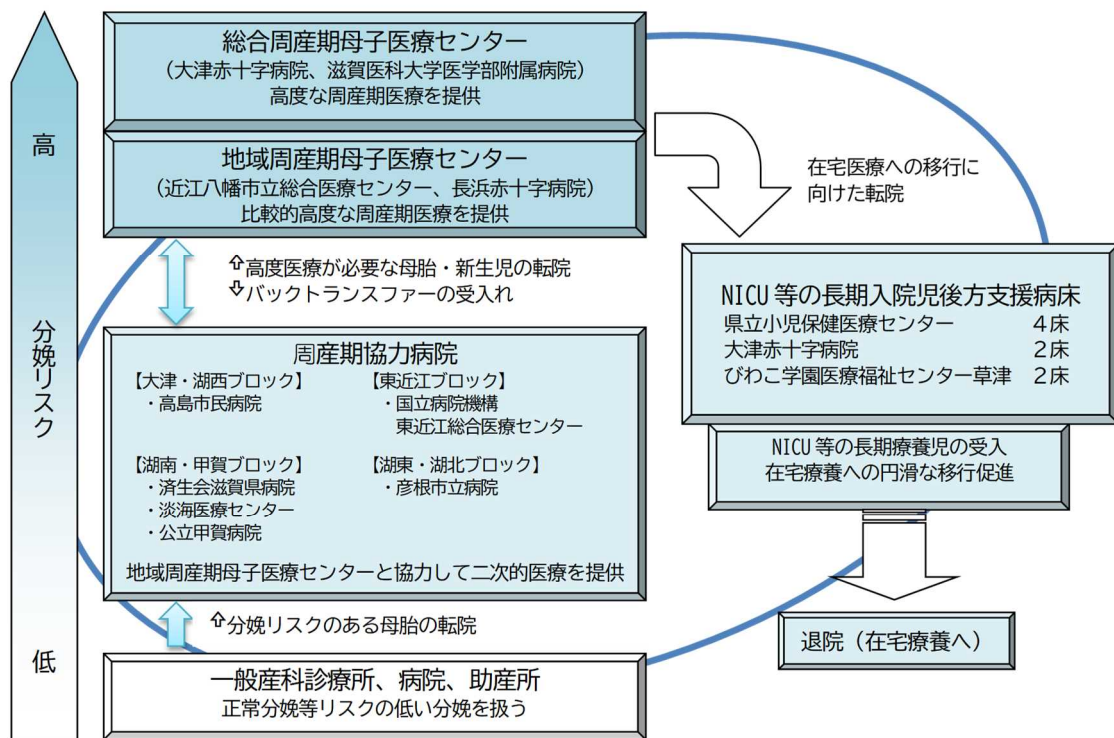 高
分娩リスク
低
総合周産期母子医療センター
（大津赤十字病院、滋賀医科大学医学部附属病院）
高度な周産期医療を提供
地域周産期母子医療センター
（近江八幡市立総合医療センター、長浜赤十字病院）
比較的高度な周産期医療を提供
在宅医療への移行に
向けた転院
⇧高度医療が必要な母胎・新生児の転院
⇩バックトランスファーの受入れ
周産期協力病院
【大津・湖西ブロック】
・高島市民病院
【東近江ブロック】
・国立病院機構
東近江総合医療センター
【湖南・甲賀ブロック】
・済生会滋賀県病院
・淡海医療センター
・公立甲賀病院
【湖東・湖北ブロック】
・彦根市立病院
地域周産期母子医療センターと協力して二次的医療を提供
⇧分娩リスクのある母胎の転院
一般産科診療所、病院、助産所
正常分娩等リスクの低い分娩を扱う
NICU等の長期入院児後方支援病床
県立小児保健医療センター 4床
大津赤十字病院 2床
びわこ学園医療福祉センター草津 2床
NICU等の長期療養児の受入
在宅療養への円滑な移行促進
退院（在宅療養へ）